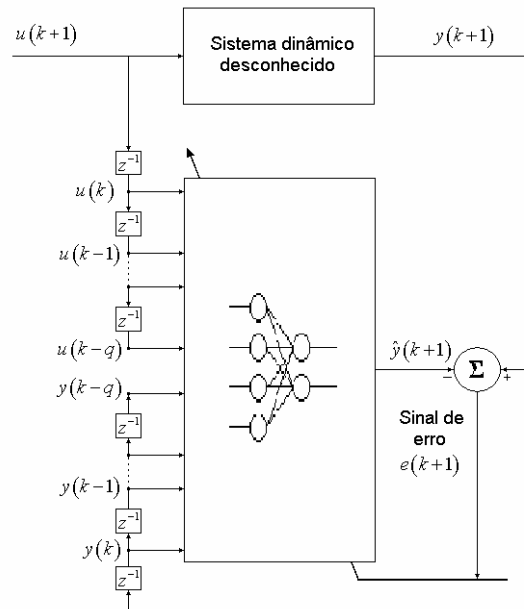 u(k+1)
Sistema dinâmico
desconhecido
y(k+1)
z⁻¹
u(k)
z⁻¹
u(k-1)
z⁻¹
u(k-q)
y(k-q)
z⁻¹
y(k-1)
z⁻¹
y(k)
z⁻¹
ŷ(k+1)
−
Σ
+
Sinal de
erro
e(k+1)